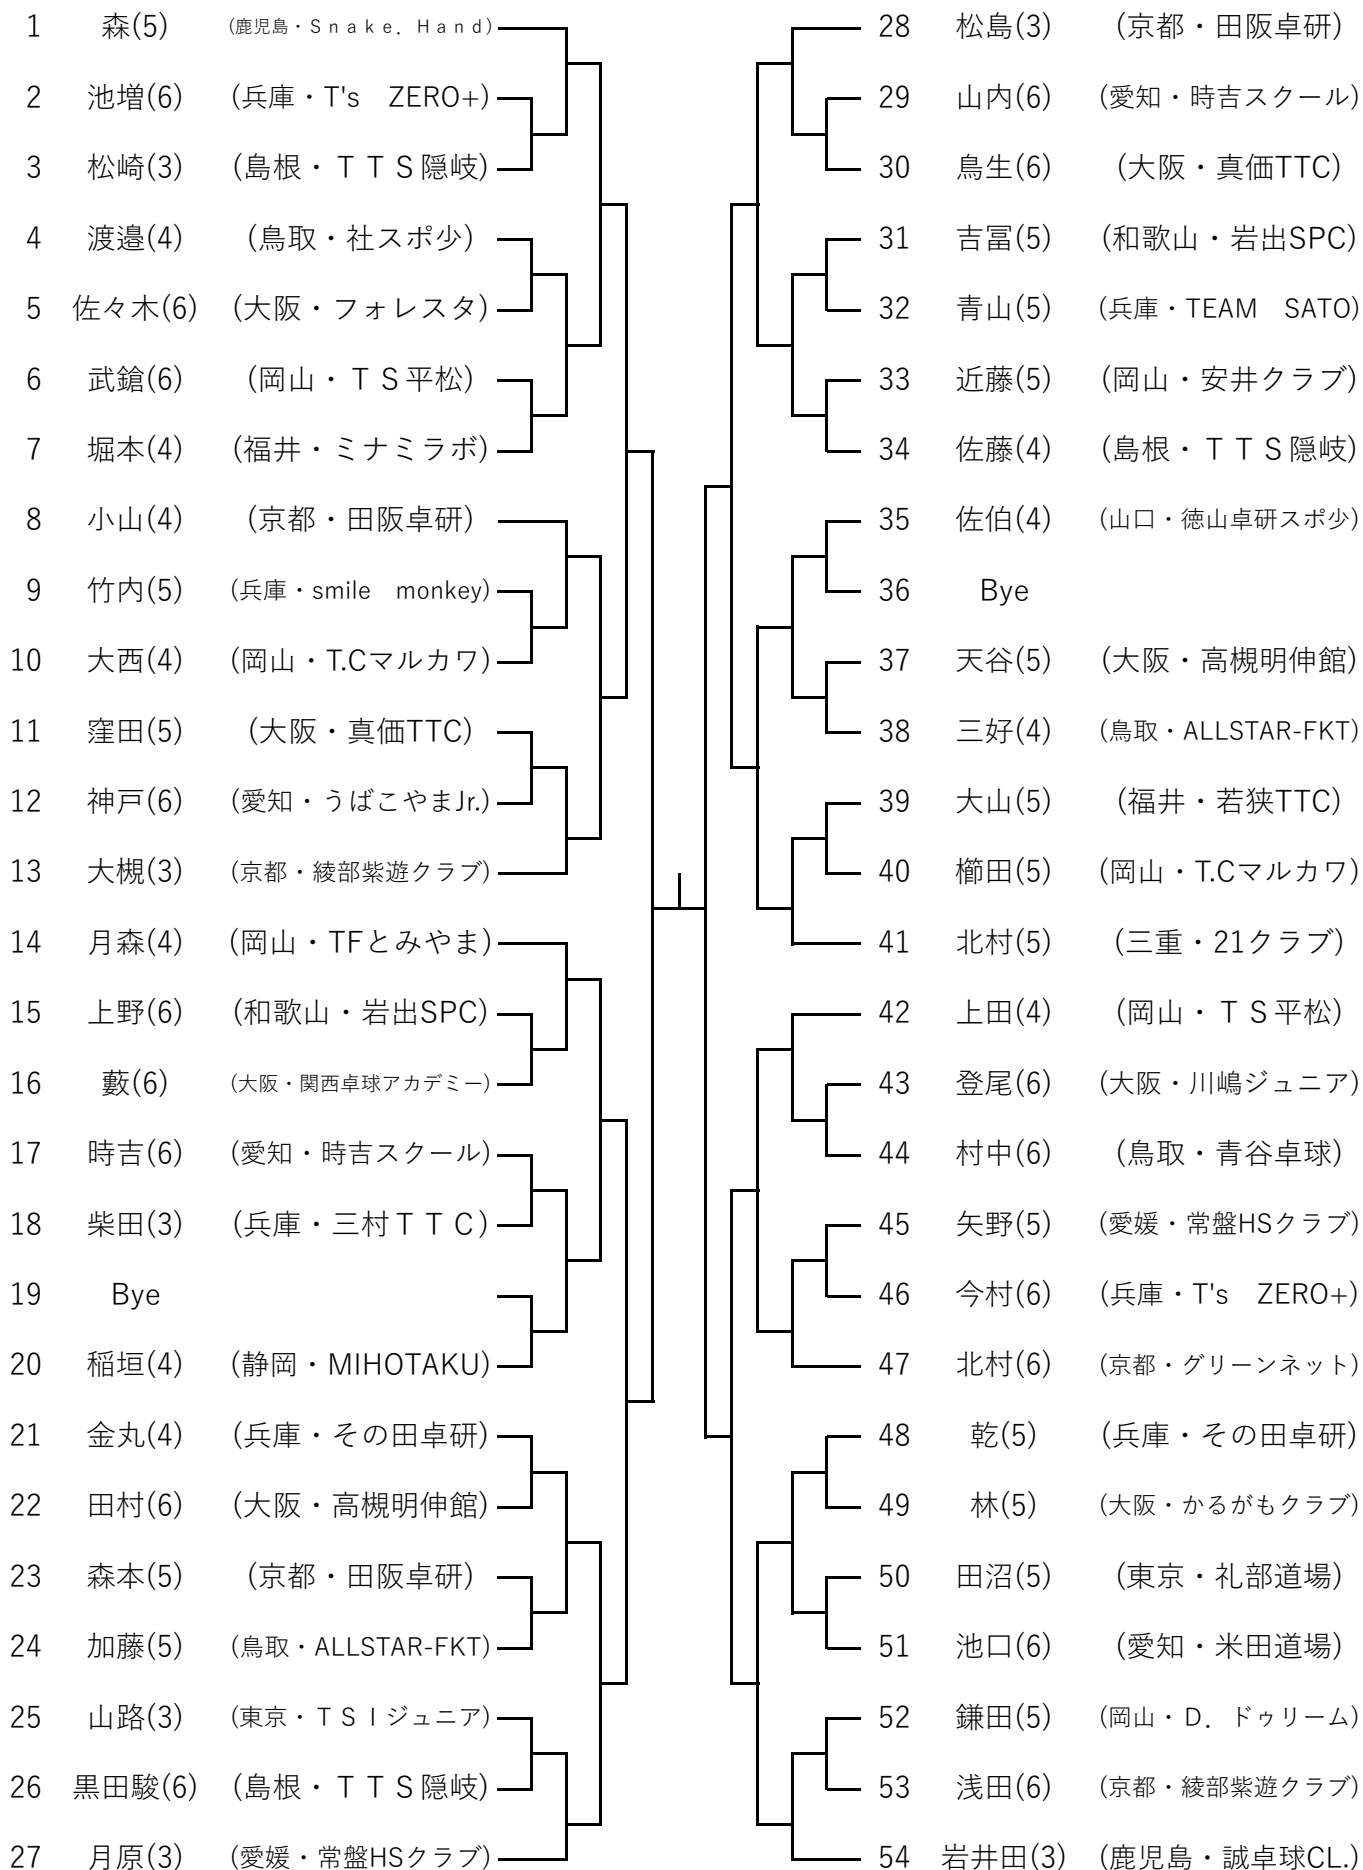 1 森(5) (鹿児島・Ｓｎａｋｅ．Ｈａｎｄ)
2 池増(6) (兵庫・T's　ZERO+)
3 松崎(3) (島根・ＴＴＳ隠岐)
4 渡邉(4) (鳥取・社スポ少)
5 佐々木(6) (大阪・フォレスタ)
6 武鎗(6) (岡山・ＴＳ平松)
7 堀本(4) (福井・ミナミラボ)
8 小山(4) (京都・田阪卓研)
9 竹内(5) (兵庫・smile　monkey)
10 大西(4) (岡山・T.Cマルカワ)
11 窪田(5) (大阪・真価TTC)
12 神戸(6) (愛知・うばこやまJr.)
13 大槻(3) (京都・綾部紫遊クラブ)
14 月森(4) (岡山・TFとみやま)
15 上野(6) (和歌山・岩出SPC)
16 藪(6) (大阪・関西卓球アカデミー)
17 時吉(6) (愛知・時吉スクール)
18 柴田(3) (兵庫・三村ＴＴＣ)
19 Bye
20 稲垣(4) (静岡・MIHOTAKU)
21 金丸(4) (兵庫・その田卓研)
22 田村(6) (大阪・高槻明伸館)
23 森本(5) (京都・田阪卓研)
24 加藤(5) (鳥取・ALLSTAR-FKT)
25 山路(3) (東京・ＴＳＩジュニア)
26 黒田駿(6) (島根・ＴＴＳ隠岐)
27 月原(3) (愛媛・常盤HSクラブ)
28 松島(3) (京都・田阪卓研)
29 山内(6) (愛知・時吉スクール)
30 鳥生(6) (大阪・真価TTC)
31 吉冨(5) (和歌山・岩出SPC)
32 青山(5) (兵庫・TEAM　SATO)
33 近藤(5) (岡山・安井クラブ)
34 佐藤(4) (島根・ＴＴＳ隠岐)
35 佐伯(4) (山口・徳山卓研スポ少)
36 Bye
37 天谷(5) (大阪・高槻明伸館)
38 三好(4) (鳥取・ALLSTAR-FKT)
39 大山(5) (福井・若狭TTC)
40 櫛田(5) (岡山・T.Cマルカワ)
41 北村(5) (三重・21クラブ)
42 上田(4) (岡山・ＴＳ平松)
43 登尾(6) (大阪・川嶋ジュニア)
44 村中(6) (鳥取・青谷卓球)
45 矢野(5) (愛媛・常盤HSクラブ)
46 今村(6) (兵庫・T's　ZERO+)
47 北村(6) (京都・グリーンネット)
48 乾(5) (兵庫・その田卓研)
49 林(5) (大阪・かるがもクラブ)
50 田沼(5) (東京・礼部道場)
51 池口(6) (愛知・米田道場)
52 鎌田(5) (岡山・Ｄ．ドゥリーム)
53 浅田(6) (京都・綾部紫遊クラブ)
54 岩井田(3) (鹿児島・誠卓球CL.)